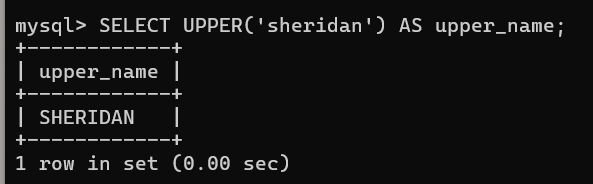 mysql> SELECT UPPER('sheridan') AS upper_name;
+------------+
| upper_name |
+------------+
| SHERIDAN   |
+------------+
1 row in set (0.00 sec)